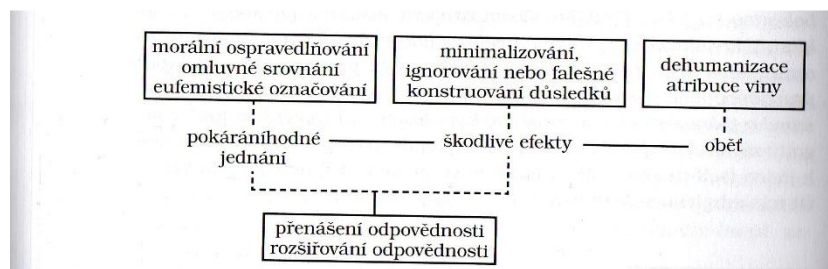 morální ospravedlňování
omluvné srovnání
eufemistické označování
minimalizování,
ignorování nebo falešné
konstruování důsledků
dehumanizace
atribuce viny
pokáráníhodné
jednání
škodlivé efekty
oběť
přenášení odpovědnosti
rozšiřování odpovědnosti